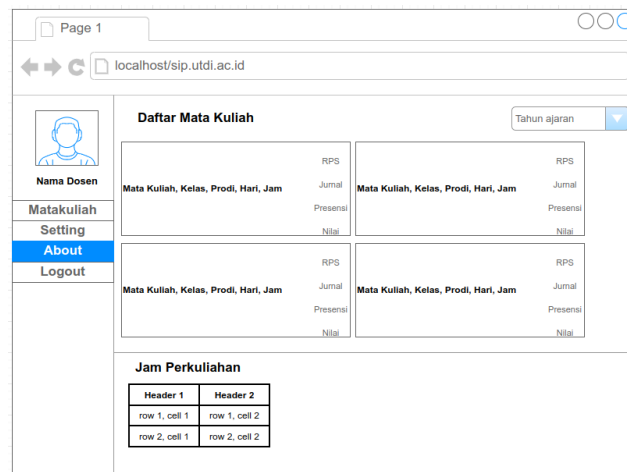 Page 1
localhost/sip.utdi.ac.id
Nama Dosen
Matakuliah
Setting
About
Logout
Daftar Mata Kuliah
Tahun ajaran
Mata Kuliah, Kelas, Prodi, Hari, Jam
RPS
Jurnal
Presensi
Nilai
Mata Kuliah, Kelas, Prodi, Hari, Jam
RPS
Jurnal
Presensi
Nilai
Mata Kuliah, Kelas, Prodi, Hari, Jam
RPS
Jurnal
Presensi
Nilai
Mata Kuliah, Kelas, Prodi, Hari, Jam
RPS
Jurnal
Presensi
Nilai
Jam Perkuliahan
Header 1 Header 2
row 1, cell 1 row 1, cell 2
row 2, cell 1 row 2, cell 2